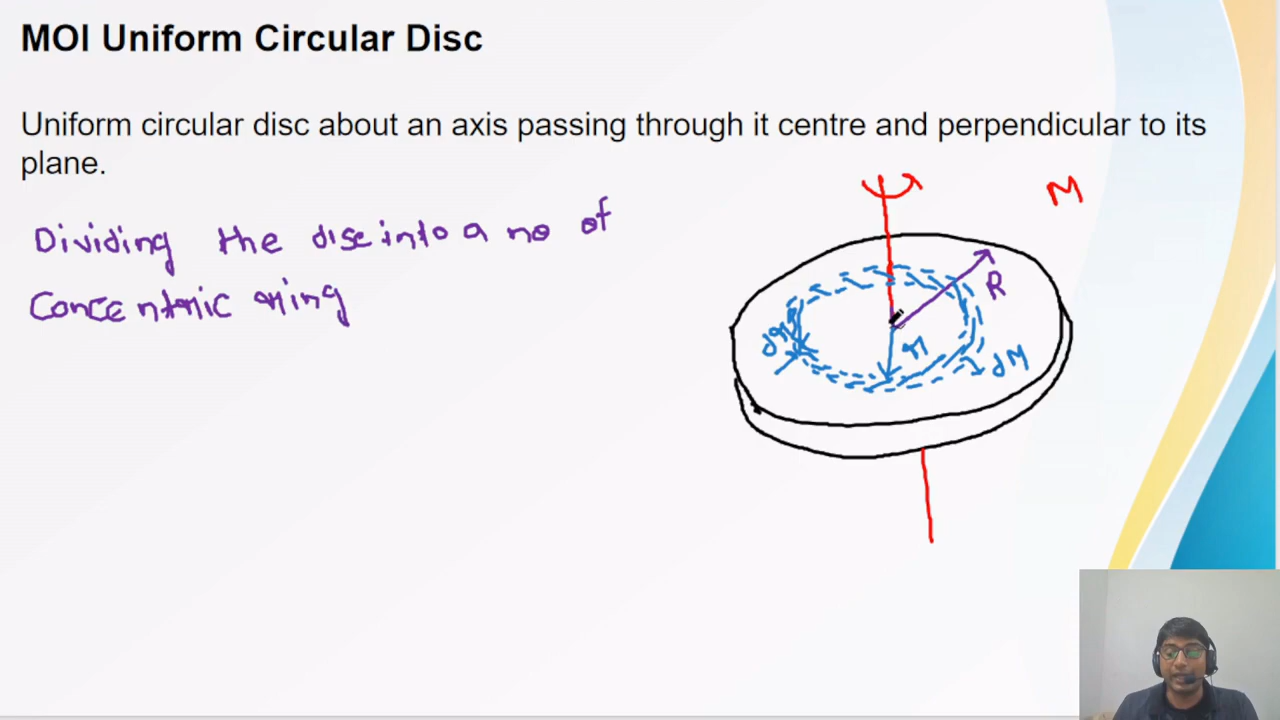 MOI Uniform Circular Disc
Uniform circular disc about an axis passing through it centre and perpendicular to its
plane.
M
Dividing the disc into a no of
Concentric ring
R
dr
r
dM